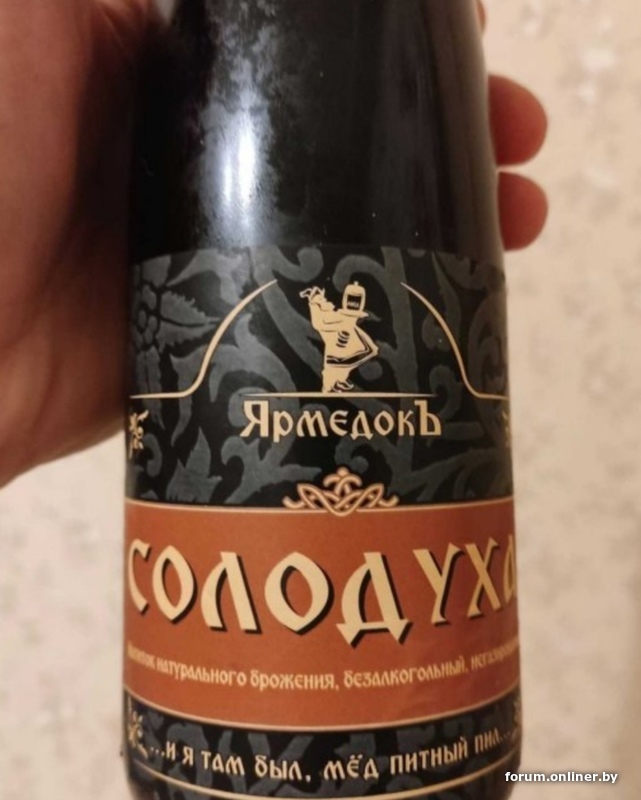 ЯрмедокЪ
СОЛОДУХА
Напиток натурального брожения, безалкогольный,
...и я там был, мёд питный пил...
forum.onliner.by